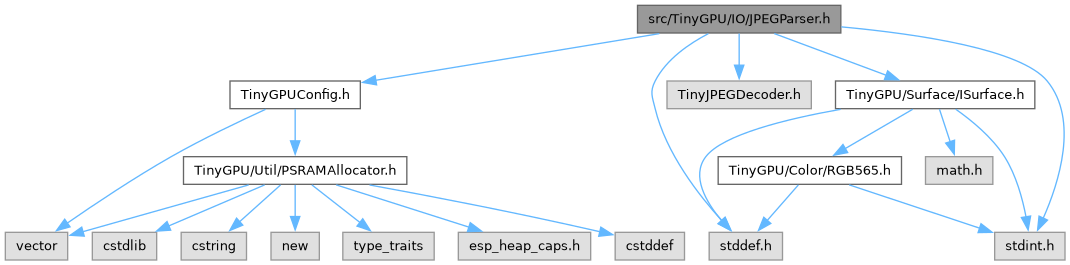 src/TinyGPU/IO/JPEGParser.h
TinyGPUConfig.h
TinyJPEGDecoder.h
TinyGPU/Surface/ISurface.h
TinyGPU/Util/PSRAMAllocator.h
TinyGPU/Color/RGB565.h
math.h
vector
cstdlib
cstring
new
type_traits
esp_heap_caps.h
cstddef
stddef.h
stdint.h